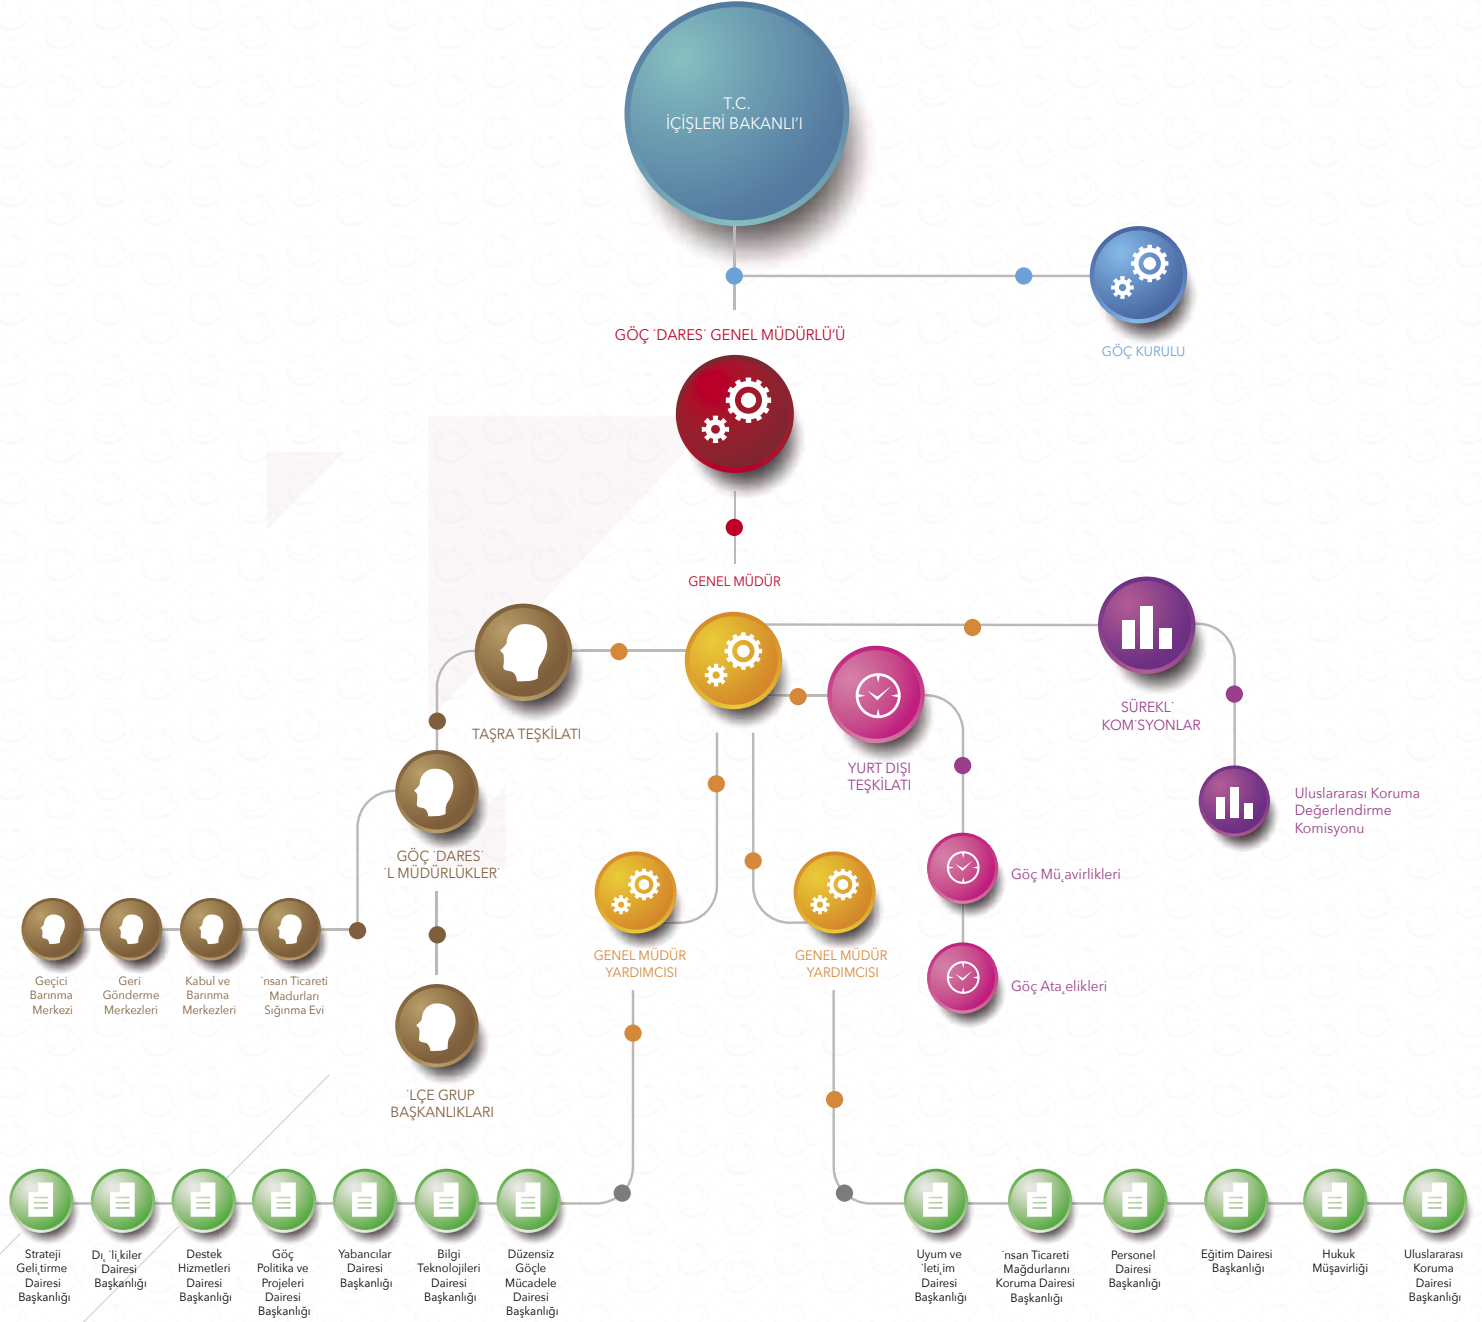 T.C.
İÇİŞLERİ BAKANLI'I
GÖÇ ˙DARES˙ GENEL MÜDÜRLÜ'Ü
GÖÇ KURULU
GENEL MÜDÜR
TAŞRA TEŞKİLATI
YURT DIŞI
TEŞKİLATI
SÜREKL˙
KOM˙SYONLAR
Uluslararası Koruma
Değerlendirme
Komisyonu
GÖÇ ˙DARES˙
˙L MÜDÜRLÜKLER˙
Göç Mü¸avirlikleri
Göç Ata¸elikleri
GENEL MÜDÜR
YARDIMCISI
GENEL MÜDÜR
YARDIMCISI
Geçici
Barınma
Merkezi
Geri
Gönderme
Merkezleri
Kabul ve
Barınma
Merkezleri
˙nsan Ticareti
Madurları
Sığınma Evi
˙LÇE GRUP
BAŞKANLIKLARI
Strateji
Geli¸tirme
Dairesi
Başkanlığı
Dı¸ ˙li¸kiler
Dairesi
Başkanlığı
Destek
Hizmetleri
Dairesi
Başkanlığı
Göç
Politika ve
Projeleri
Dairesi
Başkanlığı
Yabancılar
Dairesi
Başkanlığı
Bilgi
Teknolojileri
Dairesi
Başkanlığı
Düzensiz
Göçle
Mücadele
Dairesi
Başkanlığı
Uyum ve
˙leti¸im
Dairesi
Başkanlığı
˙nsan Ticareti
Mağdurlarını
Koruma Dairesi
Başkanlığı
Personel
Dairesi
Başkanlığı
Eğitim Dairesi
Başkanlığı
Hukuk
Müşavirliği
Uluslararası
Koruma
Dairesi
Başkanlığı